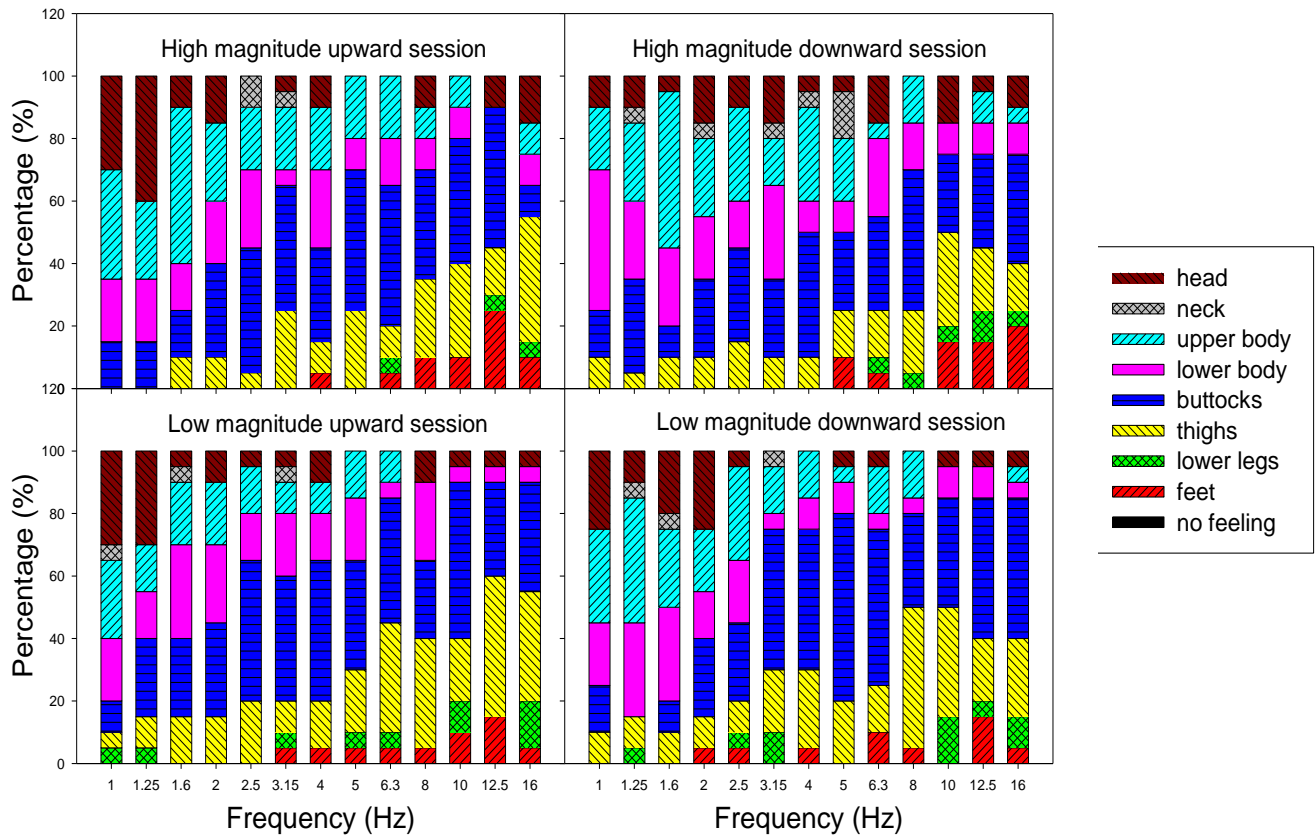 120
High magnitude upward session
High magnitude downward session
100
80
60
40
20
0
Percentage (%)
120
Low magnitude upward session
Low magnitude downward session
100
80
60
40
20
0
Percentage (%)
1 1.25 1.6 2 2.5 3.15 4 5 6.3 8 10 12.5 16
1 1.25 1.6 2 2.5 3.15 4 5 6.3 8 10 12.5 16
Frequency (Hz)
Frequency (Hz)
head
neck
upper body
lower body
buttocks
thighs
lower legs
feet
no feeling